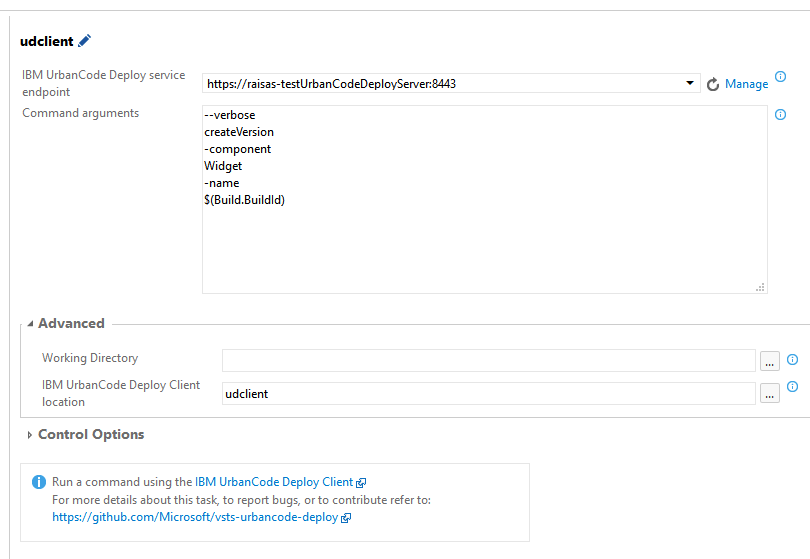 udclient
IBM UrbanCode Deploy service
endpoint
https://raisas-testUrbanCodeDeployServer:8443
Manage
Command arguments
--verbose
createVersion
-component
Widget
-name
$(Build.BuildId)
Advanced
Working Directory
...
IBM UrbanCode Deploy Client
location
udclient
...
Control Options
Run a command using the IBM UrbanCode Deploy Client
For more details about this task, to report bugs, or to contribute refer to:
https://github.com/Microsoft/vsts-urbancode-deploy